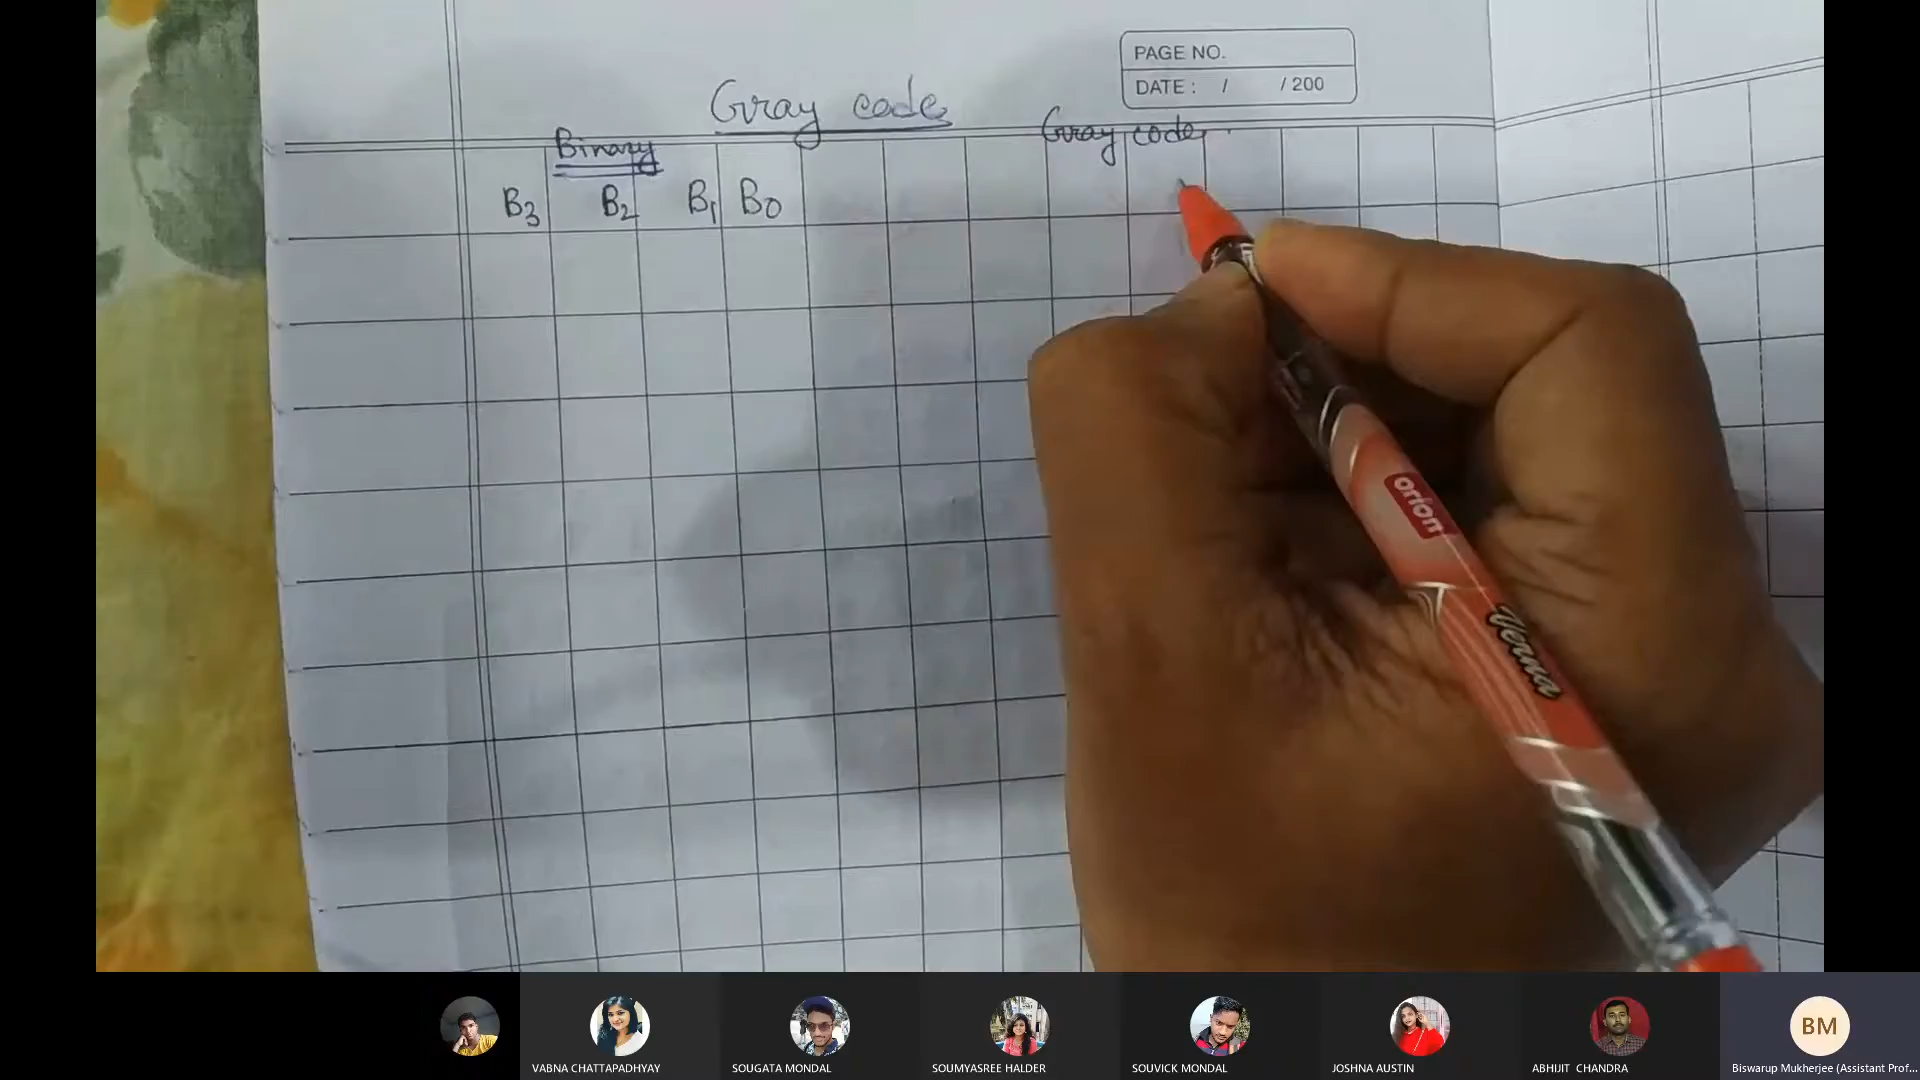 PAGE NO.
DATE : / / 200
Gray code
Binary
Gray code
B3 B2 B1 B0
orion
Verna
VABNA CHATTAPADHYAY
SOUGATA MONDAL
SOUMYASREE HALDER
SOUVICK MONDAL
JOSHNA AUSTIN
ABHIJIT CHANDRA
BM
Biswarup Mukherjee (Assistant Prof...